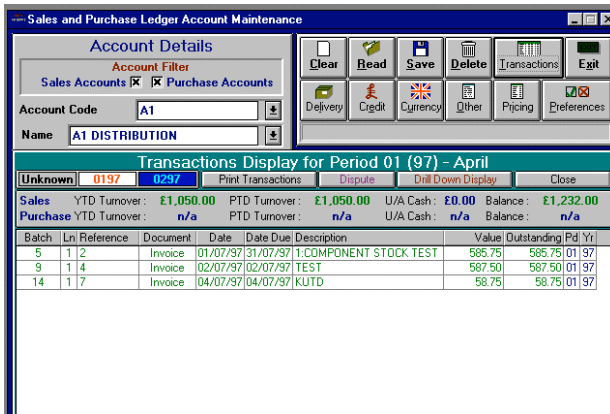 Sales and Purchase Ledger Account Maintenance
Account Details
Account Filter
Sales Accounts Purchase Accounts
Account Code A1
Name A1 DISTRIBUTION
Clear Read Save Delete Transactions Exit
Delivery Credit Currency Other Pricing Preferences
Transactions Display for Period 01 (97) - April
Unknown 0197 0297 Print Transactions Dispute Drill Down Display Close
Sales YTD Turnover : £1,050.00 PTD Turnover : £1,050.00 U/A Cash : £0.00 Balance : £1,232.00
Purchase YTD Turnover : n/a PTD Turnover : n/a U/A Cash : n/a Balance : n/a
Batch Ln Reference Document Date Date Due Description Value Outstanding Pd Yr
5 1 2 Invoice 01/07/97 31/07/97 1:COMPONENT STOCK TEST 585.75 585.75 01 97
9 1 4 Invoice 02/07/97 02/07/97 TEST 587.50 587.50 01 97
14 1 7 Invoice 04/07/97 04/07/97 KUTD 58.75 58.75 01 97